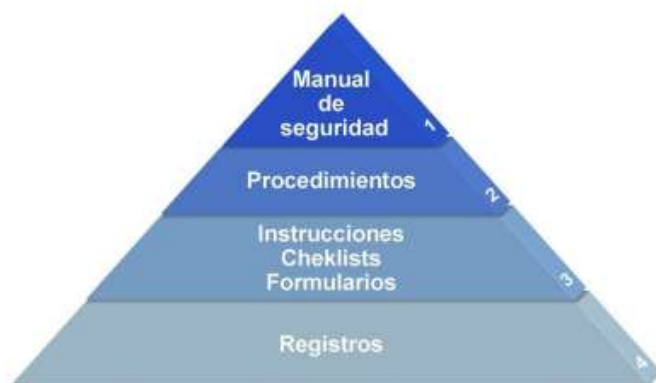 Manual
de
seguridad
1
Procedimientos
2
Instrucciones
Cheklists
Formularios
3
Registros
4